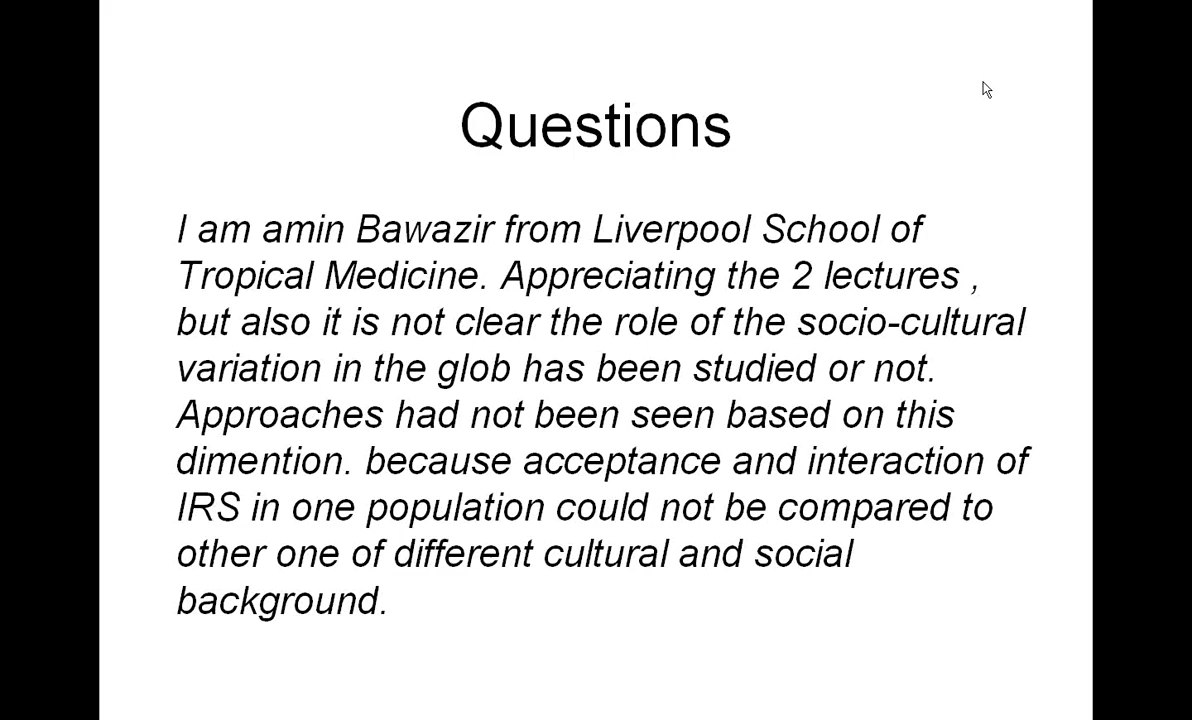 Questions
I am amin Bawazir from Liverpool School of
Tropical Medicine. Appreciating the 2 lectures ,
but also it is not clear the role of the socio-cultural
variation in the glob has been studied or not.
Approaches had not been seen based on this
dimention. because acceptance and interaction of
IRS in one population could not be compared to
other one of different cultural and social
background.